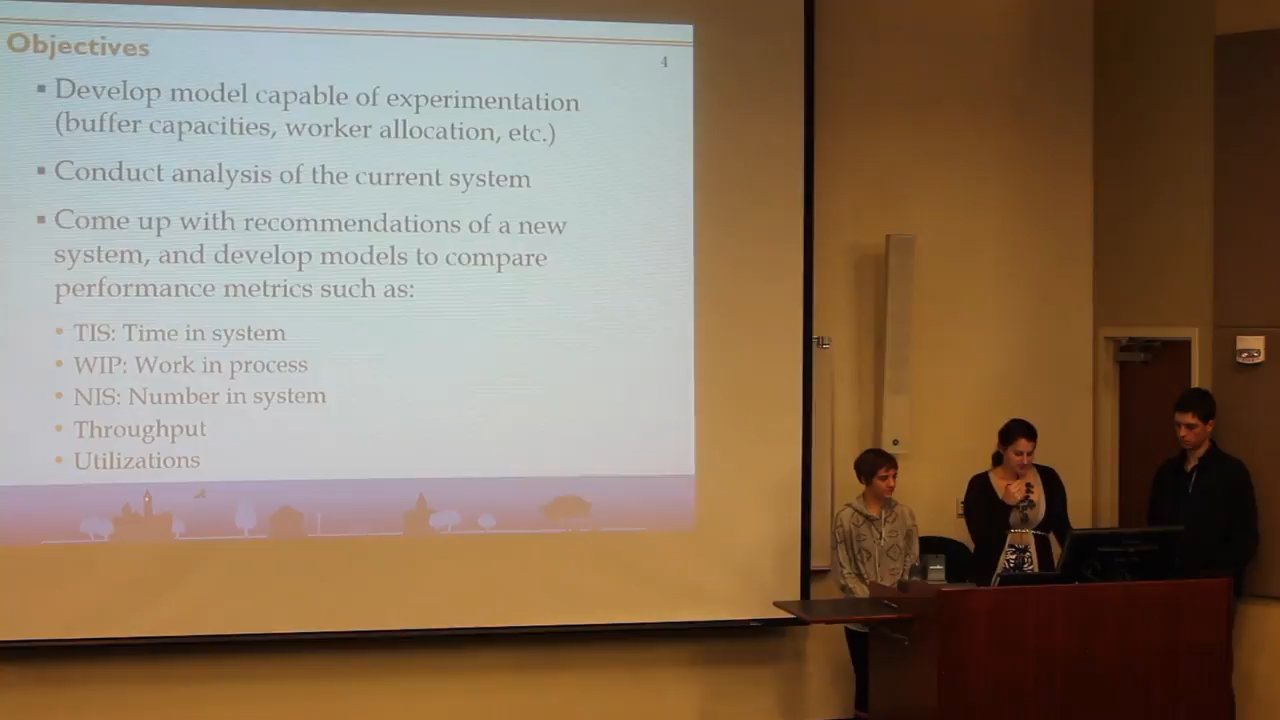 Objectives
4
▪ Develop model capable of experimentation
(buffer capacities, worker allocation, etc.)
▪ Conduct analysis of the current system
▪ Come up with recommendations of a new
system, and develop models to compare
performance metrics such as:
• TIS: Time in system
• WIP: Work in process
• NIS: Number in system
• Throughput
• Utilizations